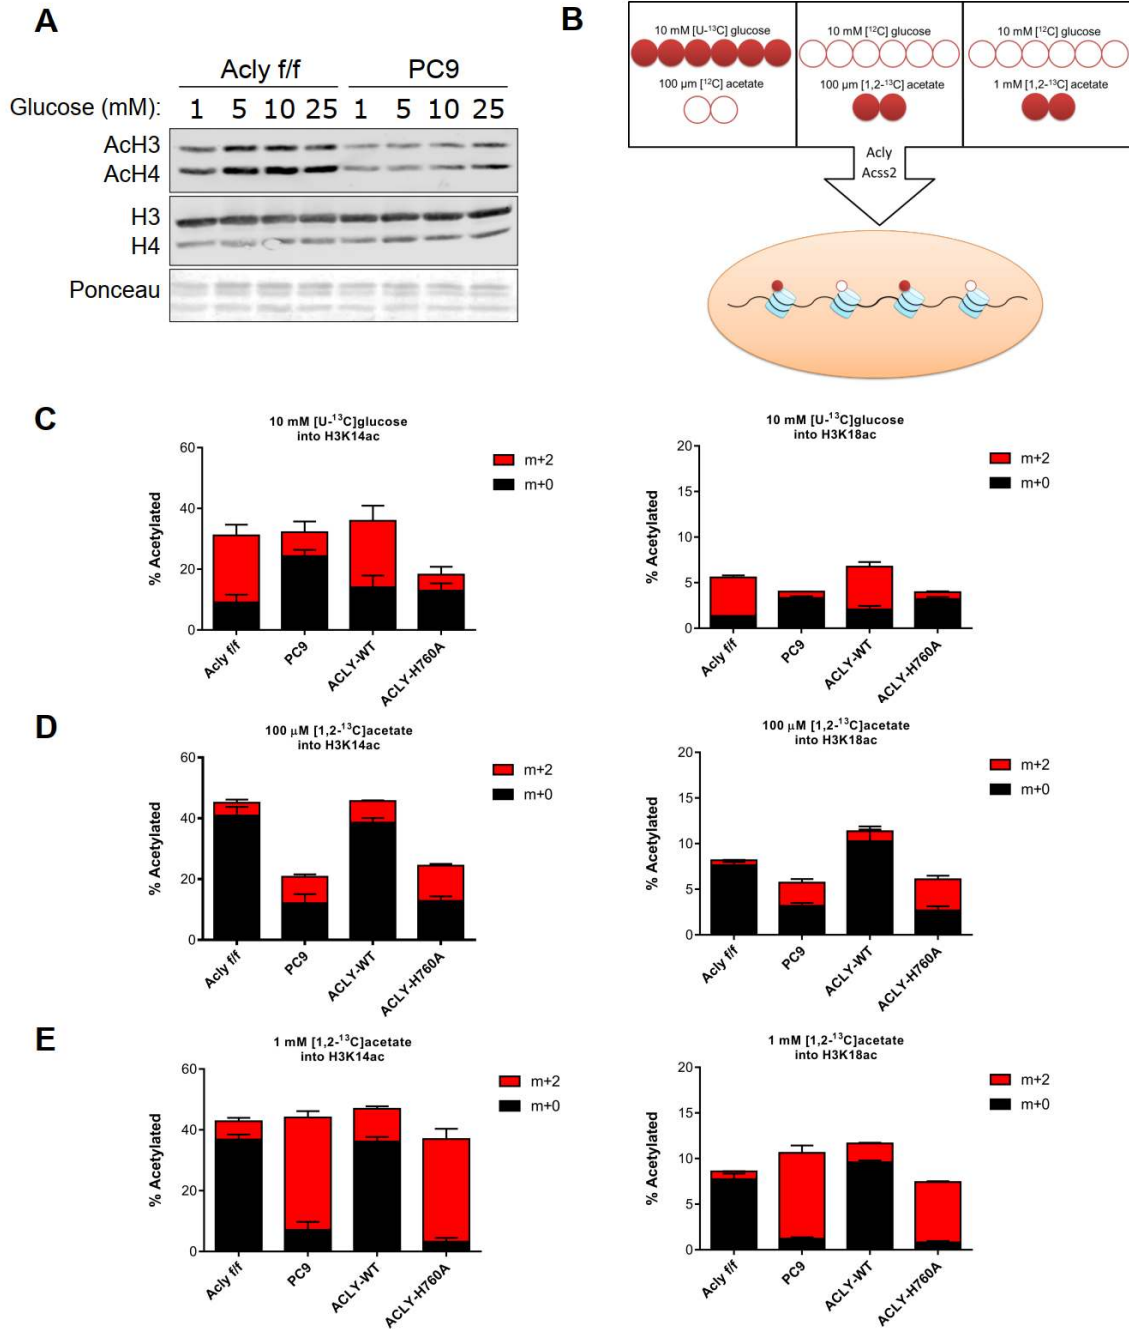 A
Acly f/f PC9
Glucose (mM): 1 5 10 25 1 5 10 25
AcH3
AcH4
H3
H4
Ponceau
B
10 mM [U-¹³C] glucose
100 µm [¹²C] acetate
10 mM [¹²C] glucose
100 µm [1,2-¹³C] acetate
10 mM [¹²C] glucose
1 mM [1,2-¹³C] acetate
Acly
Acss2
C
10 mM [U-¹³C]glucose
into H3K14ac
% Acetylated
60
40
20
0
Acly f/f
PC9
ACLY-WT
ACLY-H760A
m+2
m+0
10 mM [U-¹³C]glucose
into H3K18ac
% Acetylated
20
15
10
5
0
Acly f/f
PC9
ACLY-WT
ACLY-H760A
m+2
m+0
D
100 µM [1,2-¹³C]acetate
into H3K14ac
% Acetylated
60
40
20
0
Acly f/f
PC9
ACLY-WT
ACLY-H760A
m+2
m+0
100 µM [1,2-¹³C]acetate
into H3K18ac
% Acetylated
20
15
10
5
0
Acly f/f
PC9
ACLY-WT
ACLY-H760A
m+2
m+0
E
1 mM [1,2-¹³C]acetate
into H3K14ac
% Acetylated
60
40
20
0
Acly f/f
PC9
ACLY-WT
ACLY-H760A
m+2
m+0
1 mM [1,2-¹³C]acetate
into H3K18ac
% Acetylated
20
15
10
5
0
Acly f/f
PC9
ACLY-WT
ACLY-H760A
m+2
m+0